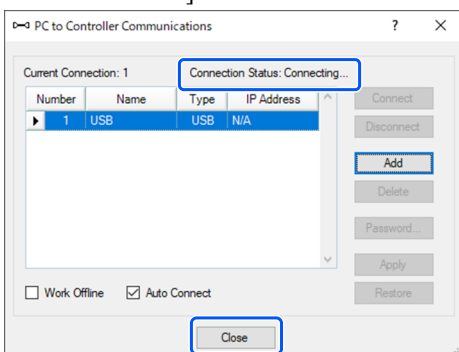 PC to Controller Communications
Current Connection: 1 Connection Status: Connecting...
Number Name Type IP Address
1 USB USB N/A
Connect
Disconnect
Add
Delete
Password...
Apply
Restore
Work Offline Auto Connect
Close